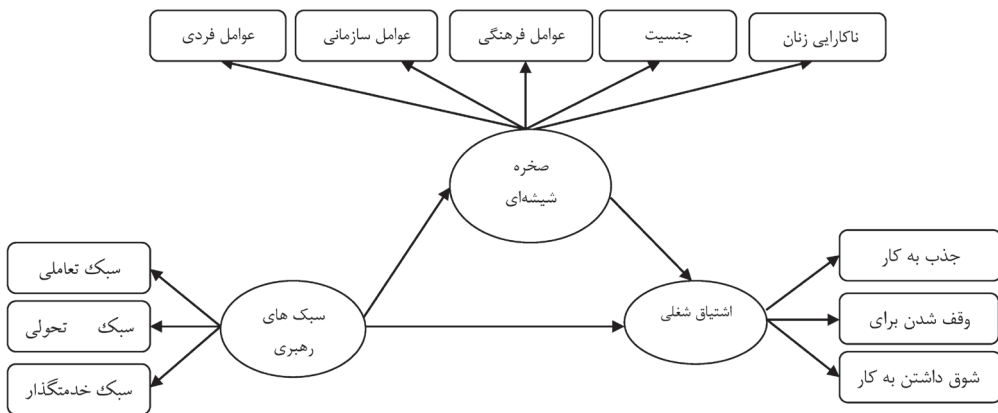 ناکارایی زنان
جنسیت
عوامل فرهنگی
عوامل سازمانی
عوامل فردی
صخره
شیشه‌ای
جذب به کار
وقف شدن برای
شوق داشتن به کار
اشتیاق شغلی
سبک های
رهبری
سبک تعاملی
سبک تحولی
سبک خدمتگذار